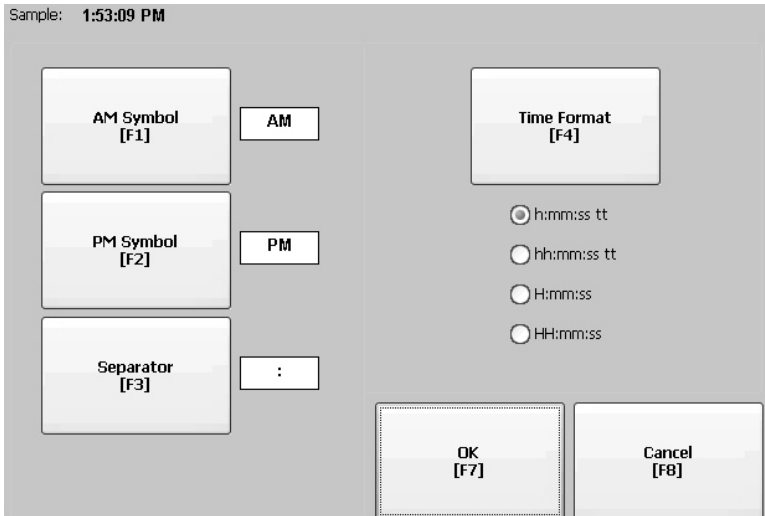 Sample: 1:53:09 PM
AM Symbol
[F1]
AM
PM Symbol
[F2]
PM
Separator
[F3]
:
Time Format
[F4]
h:mm:ss tt
hh:mm:ss tt
H:mm:ss
HH:mm:ss
OK
[F7]
Cancel
[F8]